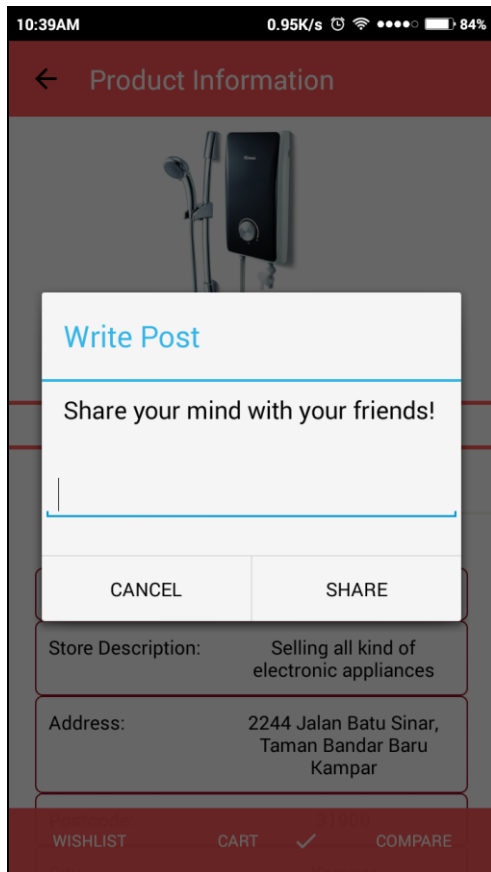 10:39AM 0.95K/s 84%
Product Information
Write Post
Share your mind with your friends!
CANCEL SHARE
Store Description: Selling all kind of
electronic appliances
Address: 2244 Jalan Batu Sinar,
Taman Bandar Baru
Kampar
31900
WISHLIST CART COMPARE